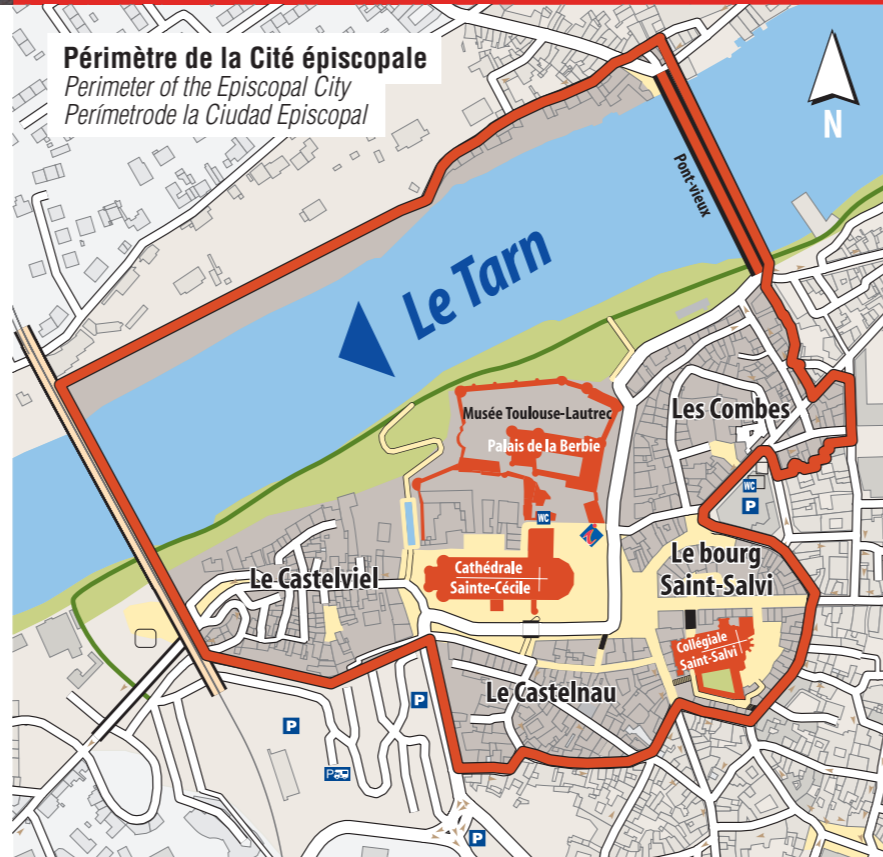 Périmètre de la Cité épiscopale
Perimeter of the Episcopal City
Perímetrode la Ciudad Episcopal
N
Pont-vieux
Le Tarn
Musée Toulouse-Lautrec
Palais de la Berbie
Les Combes
WC
P
WC
i
Le bourg
Saint-Salvi
Cathédrale
Sainte-Cécile
Le Castelviel
Collégiale
Saint-Salvi
Le Castelnau
P
P
P
P